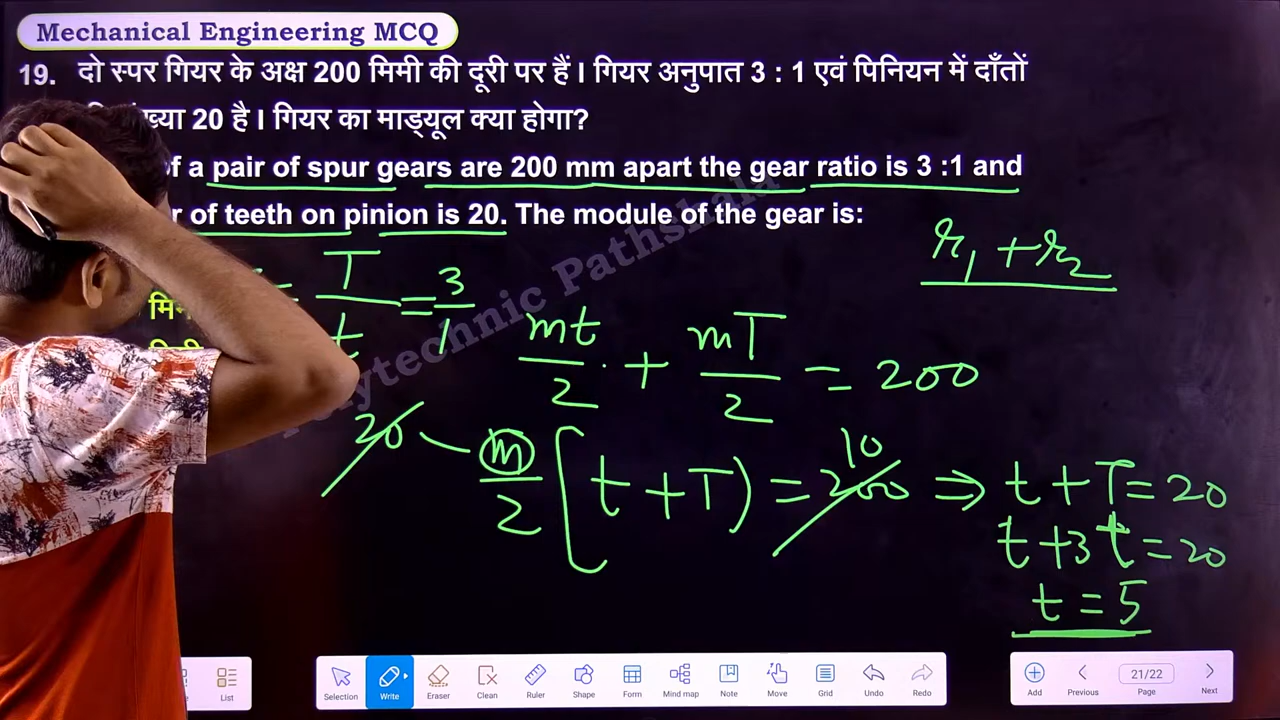 Mechanical Engineering MCQ
19. दो स्पर गियर के अक्ष 200 मिमी की दूरी पर हैं। गियर अनुपात 3 : 1 एवं पिनियन में दाँतों
20 है। गियर का माड्यूल क्या होगा?
of a pair of spur gears are 200 mm apart the gear ratio is 3 :1 and
of teeth on pinion is 20. The module of the gear is:
r₁ + r₂
T/t = 3/1
mt/2 + mT/2 = 200
20
m/2 [t + T) = 200 10 ⇒ t + T = 20
t + 3t = 20
t = 5
Polytechnic Pathshala
List
Selection Write Eraser Clean Ruler Shape Form Mind map Note Move Grid Undo Redo
Add Previous 21/22 Page Next